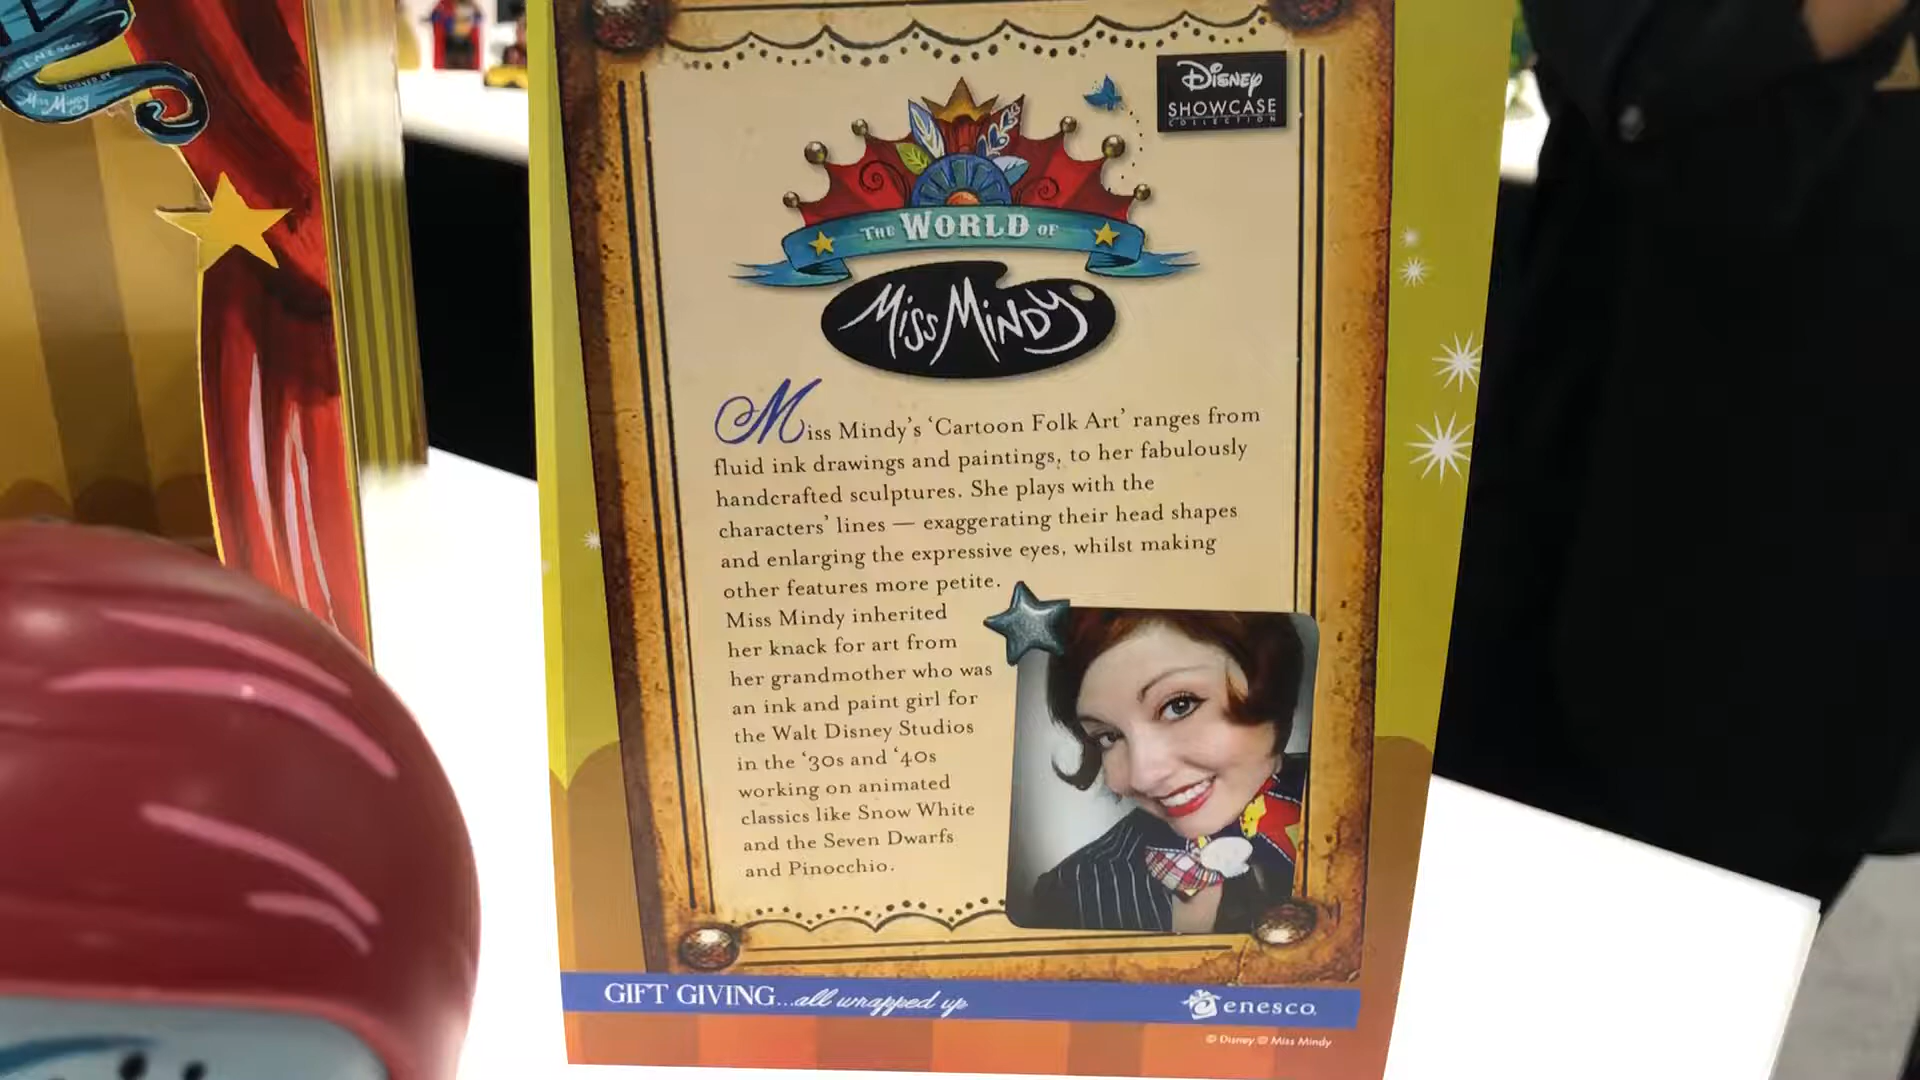 DESIGNED BY
Miss Mindy
Disney
SHOWCASE
COLLECTION
THE WORLD OF
Miss Mindy
Miss Mindy's 'Cartoon Folk Art' ranges from
fluid ink drawings and paintings, to her fabulously
handcrafted sculptures. She plays with the
characters' lines — exaggerating their head shapes
and enlarging the expressive eyes, whilst making
other features more petite.
Miss Mindy inherited
her knack for art from
her grandmother who was
an ink and paint girl for
the Walt Disney Studios
in the '30s and '40s
working on animated
classics like Snow White
and the Seven Dwarfs
and Pinocchio.
GIFT GIVING...all wrapped up
enesco.
© Disney © Miss Mindy